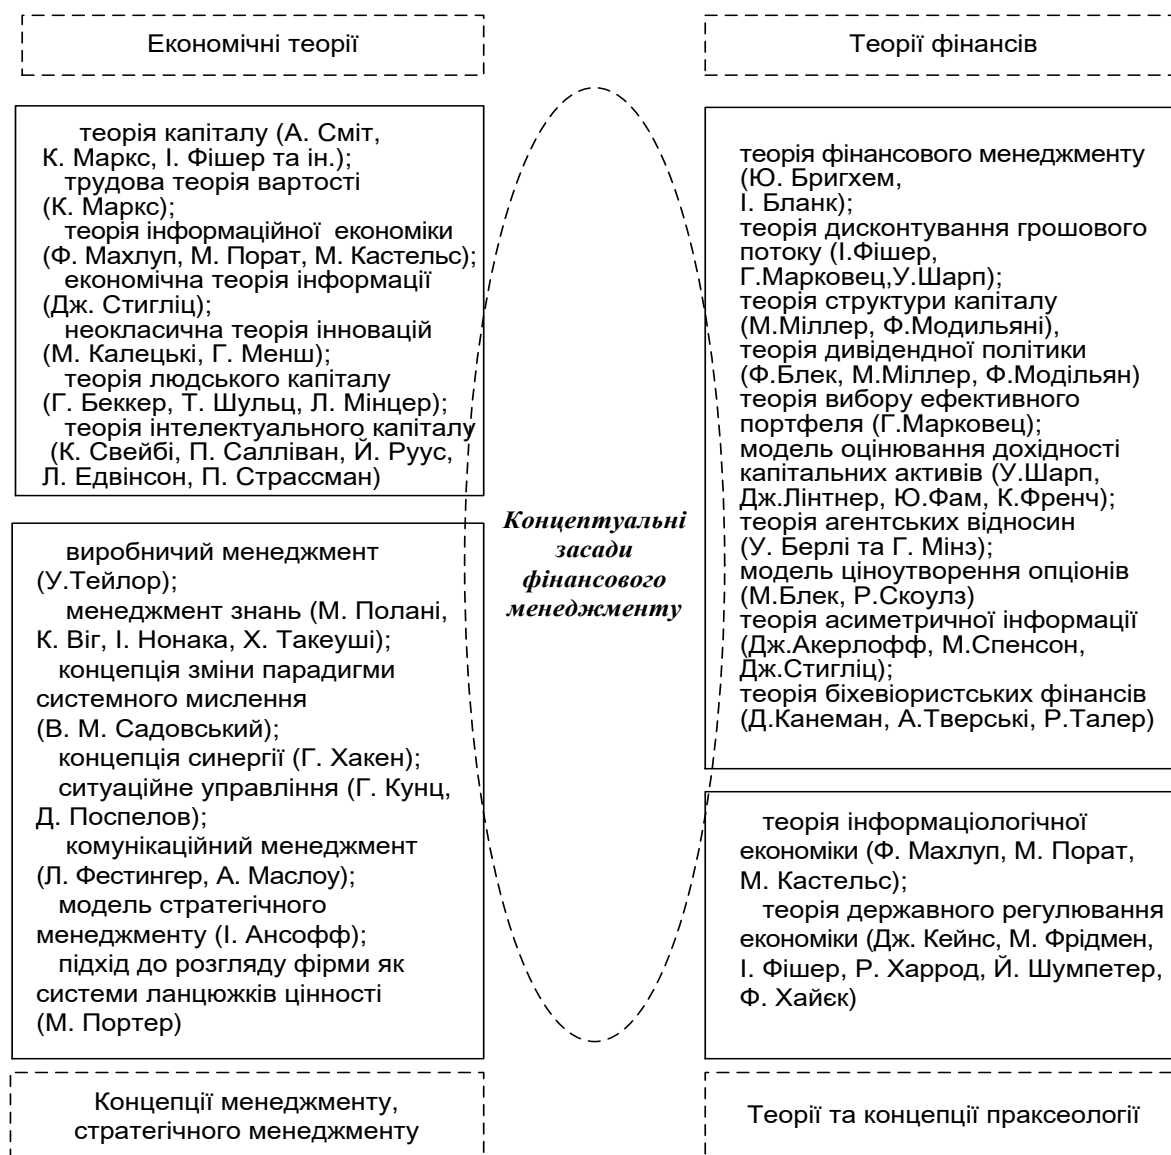 Економічні теорії
Теорії фінансів
теорія капіталу (А. Сміт,
К. Маркс, І. Фішер та ін.);
трудова теорія вартості
(К. Маркс);
теорія інформаційної економіки
(Ф. Махлуп, М. Порат, М. Кастельс);
економічна теорія інформації
(Дж. Стигліц);
неокласична теорія інновацій
(М. Калецькі, Г. Менш);
теорія людського капіталу
(Г. Беккер, Т. Шульц, Л. Мінцер);
теорія інтелектуального капіталу
(К. Свейбі, П. Салліван, Й. Руус,
Л. Едвінсон, П. Страссман)
виробничий менеджмент
(У.Тейлор);
менеджмент знань (М. Полані,
К. Віг, І. Нонака, Х. Такеуші);
концепція зміни парадигми
системного мислення
(В. М. Садовський);
концепція синергії (Г. Хакен);
ситуаційне управління (Г. Кунц,
Д. Поспелов);
комунікаційний менеджмент
(Л. Фестингер, А. Маслоу);
модель стратегічного
менеджменту (І. Ансофф);
підхід до розгляду фірми як
системи ланцюжків цінності
(М. Портер)
Концептуальні
засади
фінансового
менеджменту
теорія фінансового менеджменту
(Ю. Бригхем,
І. Бланк);
теорія дисконтування грошового
потоку (І.Фішер,
Г.Марковец,У.Шарп);
теорія структури капіталу
(М.Міллер, Ф.Модильяні),
теорія дивідендної політики
(Ф.Блек, М.Міллер, Ф.Модільян)
теорія вибору ефективного
портфеля (Г.Марковец);
модель оцінювання дохідності
капітальних активів (У.Шарп,
Дж.Лінтнер, Ю.Фам, К.Френч);
теорія агентських відносин
(У. Берлі та Г. Мінз);
модель ціноутворення опціонів
(М.Блек, Р.Скоулз)
теорія асиметричної інформації
(Дж.Акерлофф, М.Спенсон,
Дж.Стигліц);
теорія біхевіористських фінансів
(Д.Канеман, А.Тверські, Р.Талер)
теорія інформаціологічної
економіки (Ф. Махлуп, М. Порат,
М. Кастельс);
теорія державного регулювання
економіки (Дж. Кейнс, М. Фрідмен,
І. Фішер, Р. Харрод, Й. Шумпетер,
Ф. Хайєк)
Концепції менеджменту,
стратегічного менеджменту
Теорії та концепції праксеології